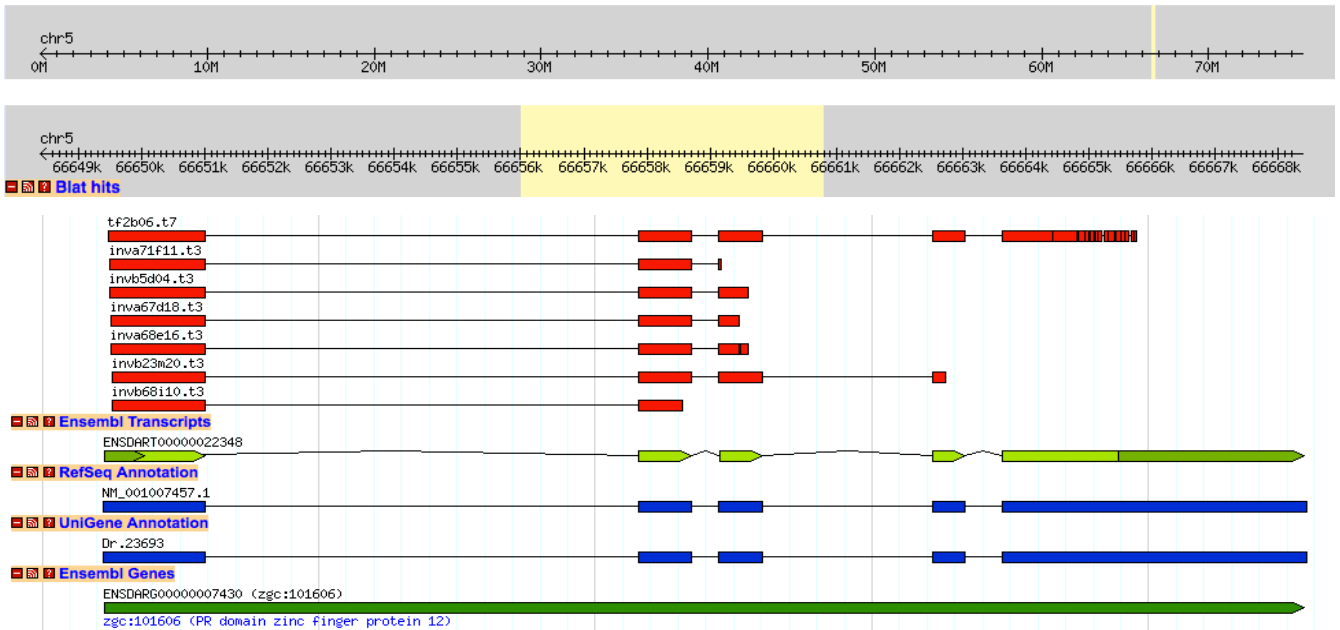 chr5
0M 10M 20M 30M 40M 50M 60M 70M
chr5
66649k 66650k 66651k 66652k 66653k 66654k 66655k 66656k 66657k 66658k 66659k 66660k 66661k 66662k 66663k 66664k 66665k 66666k 66667k 66668k
Blat hits
tf2b06.t7
inva71f11.t3
invb5d04.t3
inva67d18.t3
inva68e16.t3
invb23m20.t3
invb68i10.t3
Ensembl Transcripts
ENSDART00000022348
RefSeq Annotation
NM_001007457.1
UniGene Annotation
Dr.23693
Ensembl Genes
ENSDARG00000007430 (zgc:101606)
zgc:101606 (PR domain zinc finger protein 12)